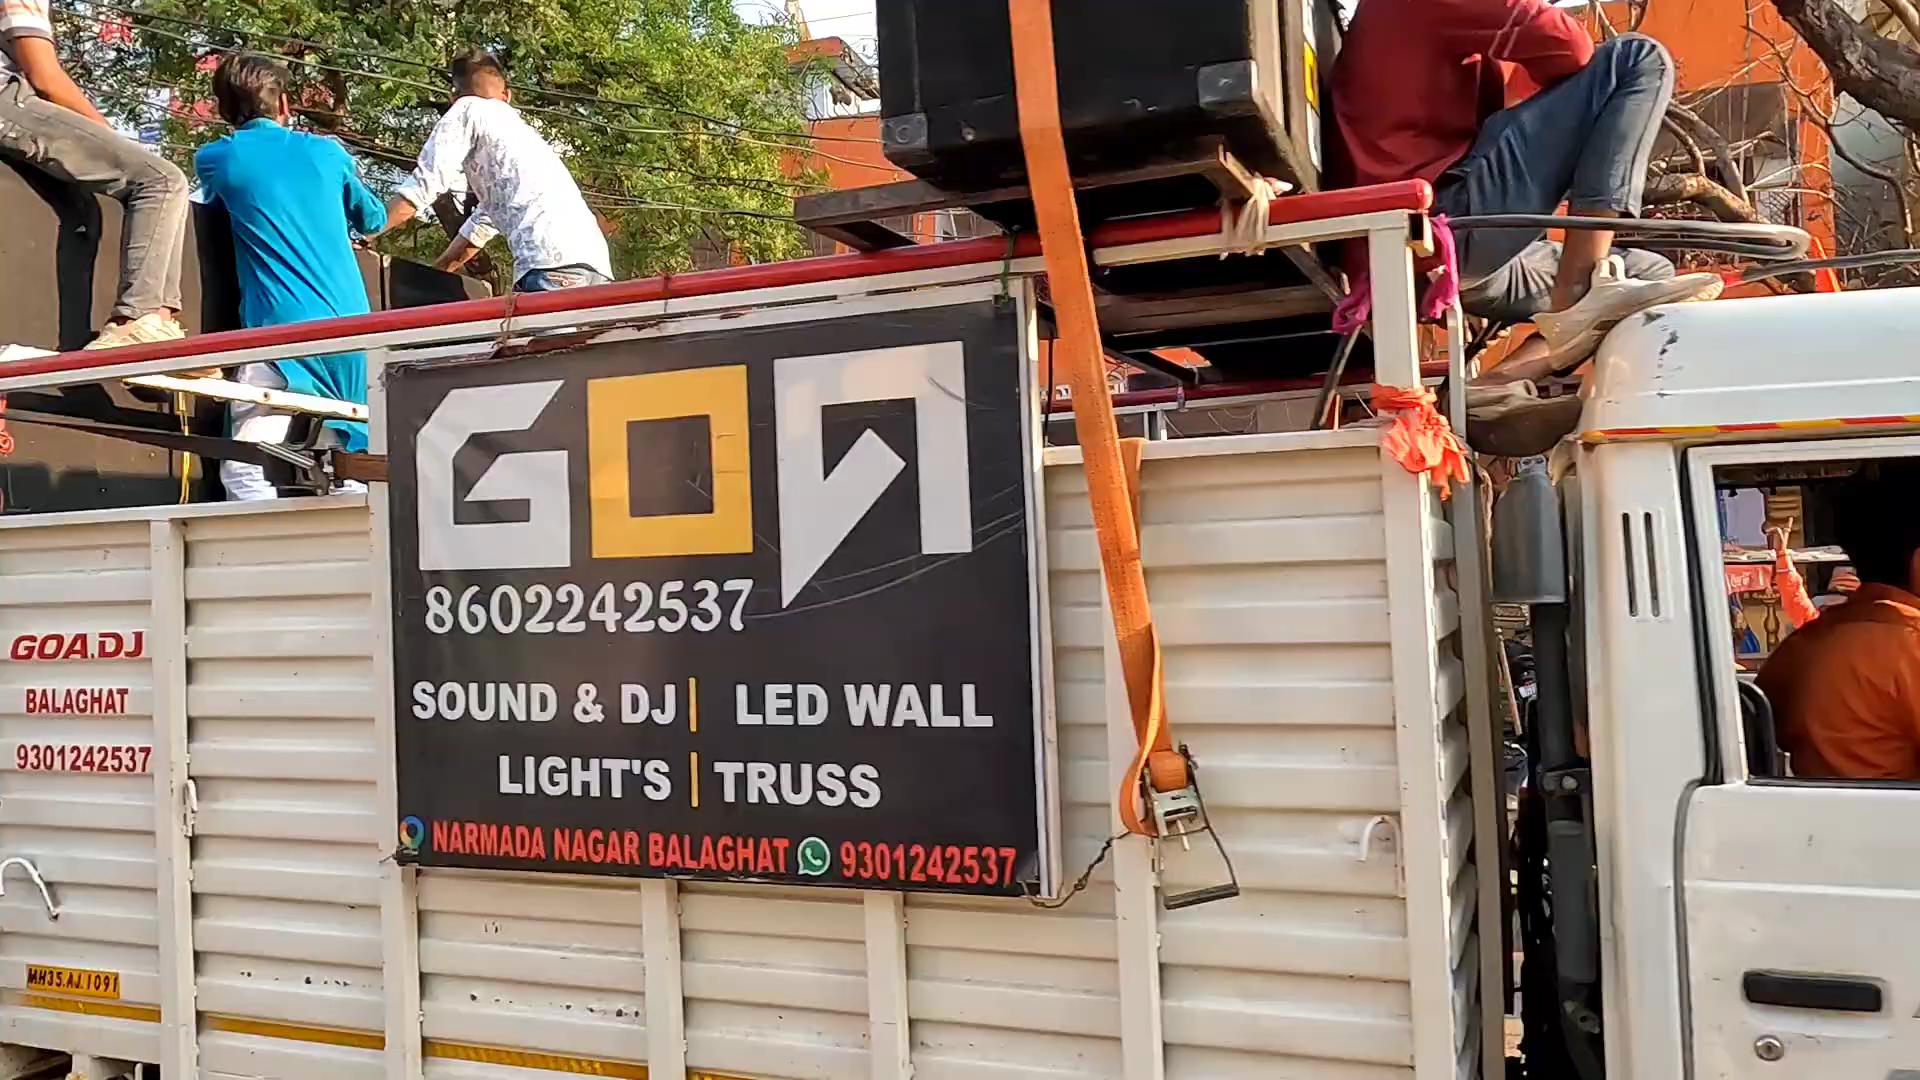 GOA
8602242537
SOUND & DJ | LED WALL
LIGHT'S | TRUSS
NARMADA NAGAR BALAGHAT 9301242537
GOA.DJ
BALAGHAT
9301242537
MH35.AJ.1091